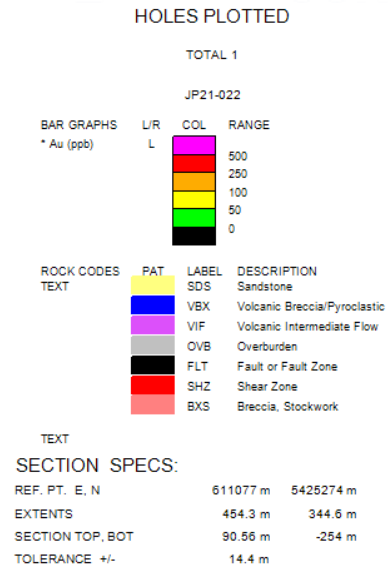 HOLES PLOTTED
TOTAL 1
JP21-022
BAR GRAPHS L/R COL RANGE
* Au (ppb) L
500
250
100
50
0
ROCK CODES PAT LABEL DESCRIPTION
TEXT SDS Sandstone
VBX Volcanic Breccia/Pyroclastic
VIF Volcanic Intermediate Flow
OVB Overburden
FLT Fault or Fault Zone
SHZ Shear Zone
BXS Breccia, Stockwork
TEXT
SECTION SPECS:
REF. PT. E, N 611077 m 5425274 m
EXTENTS 454.3 m 344.6 m
SECTION TOP, BOT 90.56 m -254 m
TOLERANCE +/- 14.4 m